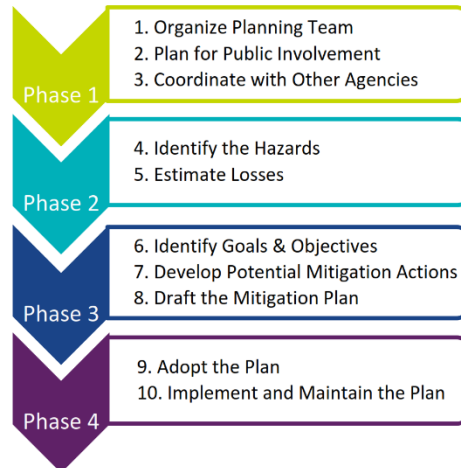 Phase 1
1. Organize Planning Team
2. Plan for Public Involvement
3. Coordinate with Other Agencies
Phase 2
4. Identify the Hazards
5. Estimate Losses
Phase 3
6. Identify Goals & Objectives
7. Develop Potential Mitigation Actions
8. Draft the Mitigation Plan
Phase 4
9. Adopt the Plan
10. Implement and Maintain the Plan